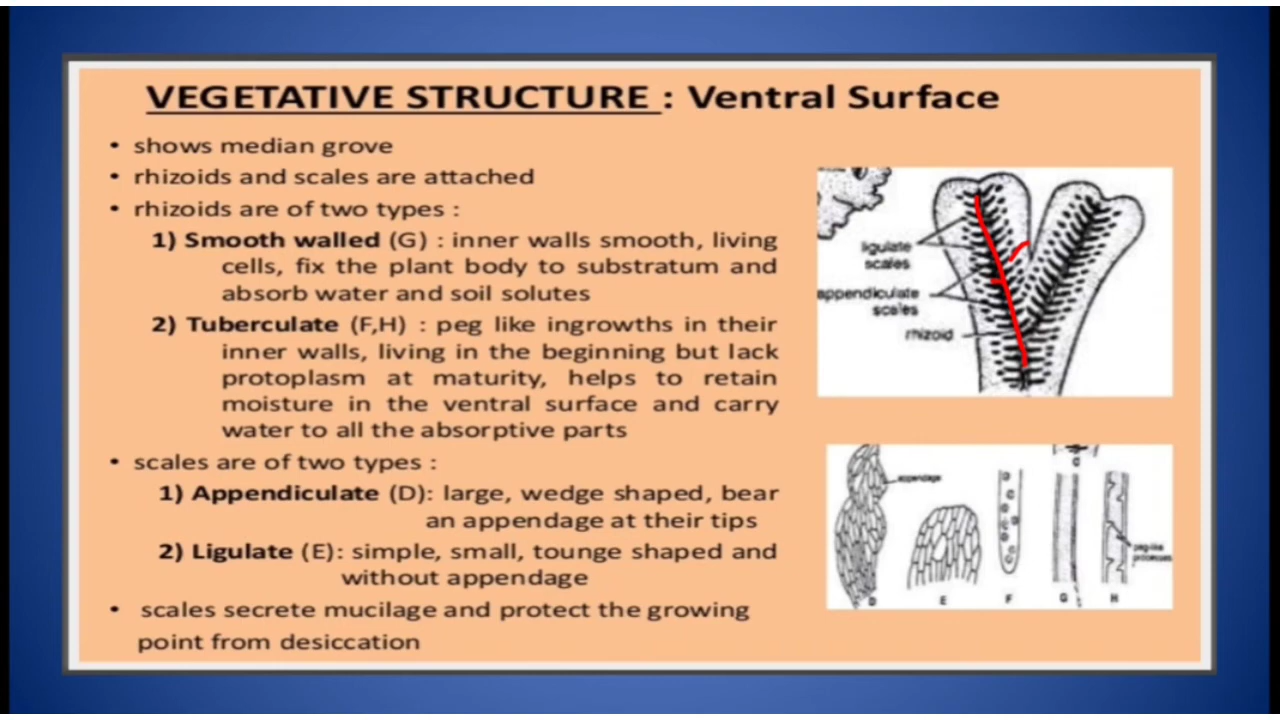 VEGETATIVE STRUCTURE : Ventral Surface
• shows median grove
• rhizoids and scales are attached
• rhizoids are of two types :
1) Smooth walled (G) : inner walls smooth, living
cells, fix the plant body to substratum and
absorb water and soil solutes
2) Tuberculate (F,H) : peg like ingrowths in their
inner walls, living in the beginning but lack
protoplasm at maturity, helps to retain
moisture in the ventral surface and carry
water to all the absorptive parts
• scales are of two types :
1) Appendiculate (D): large, wedge shaped, bear
an appendage at their tips
2) Ligulate (E): simple, small, tounge shaped and
without appendage
• scales secrete mucilage and protect the growing
point from desiccation
ligulate
scales
appendiculate
scales
rhizoid
C
appendage
peg-like
processes
D E F G H